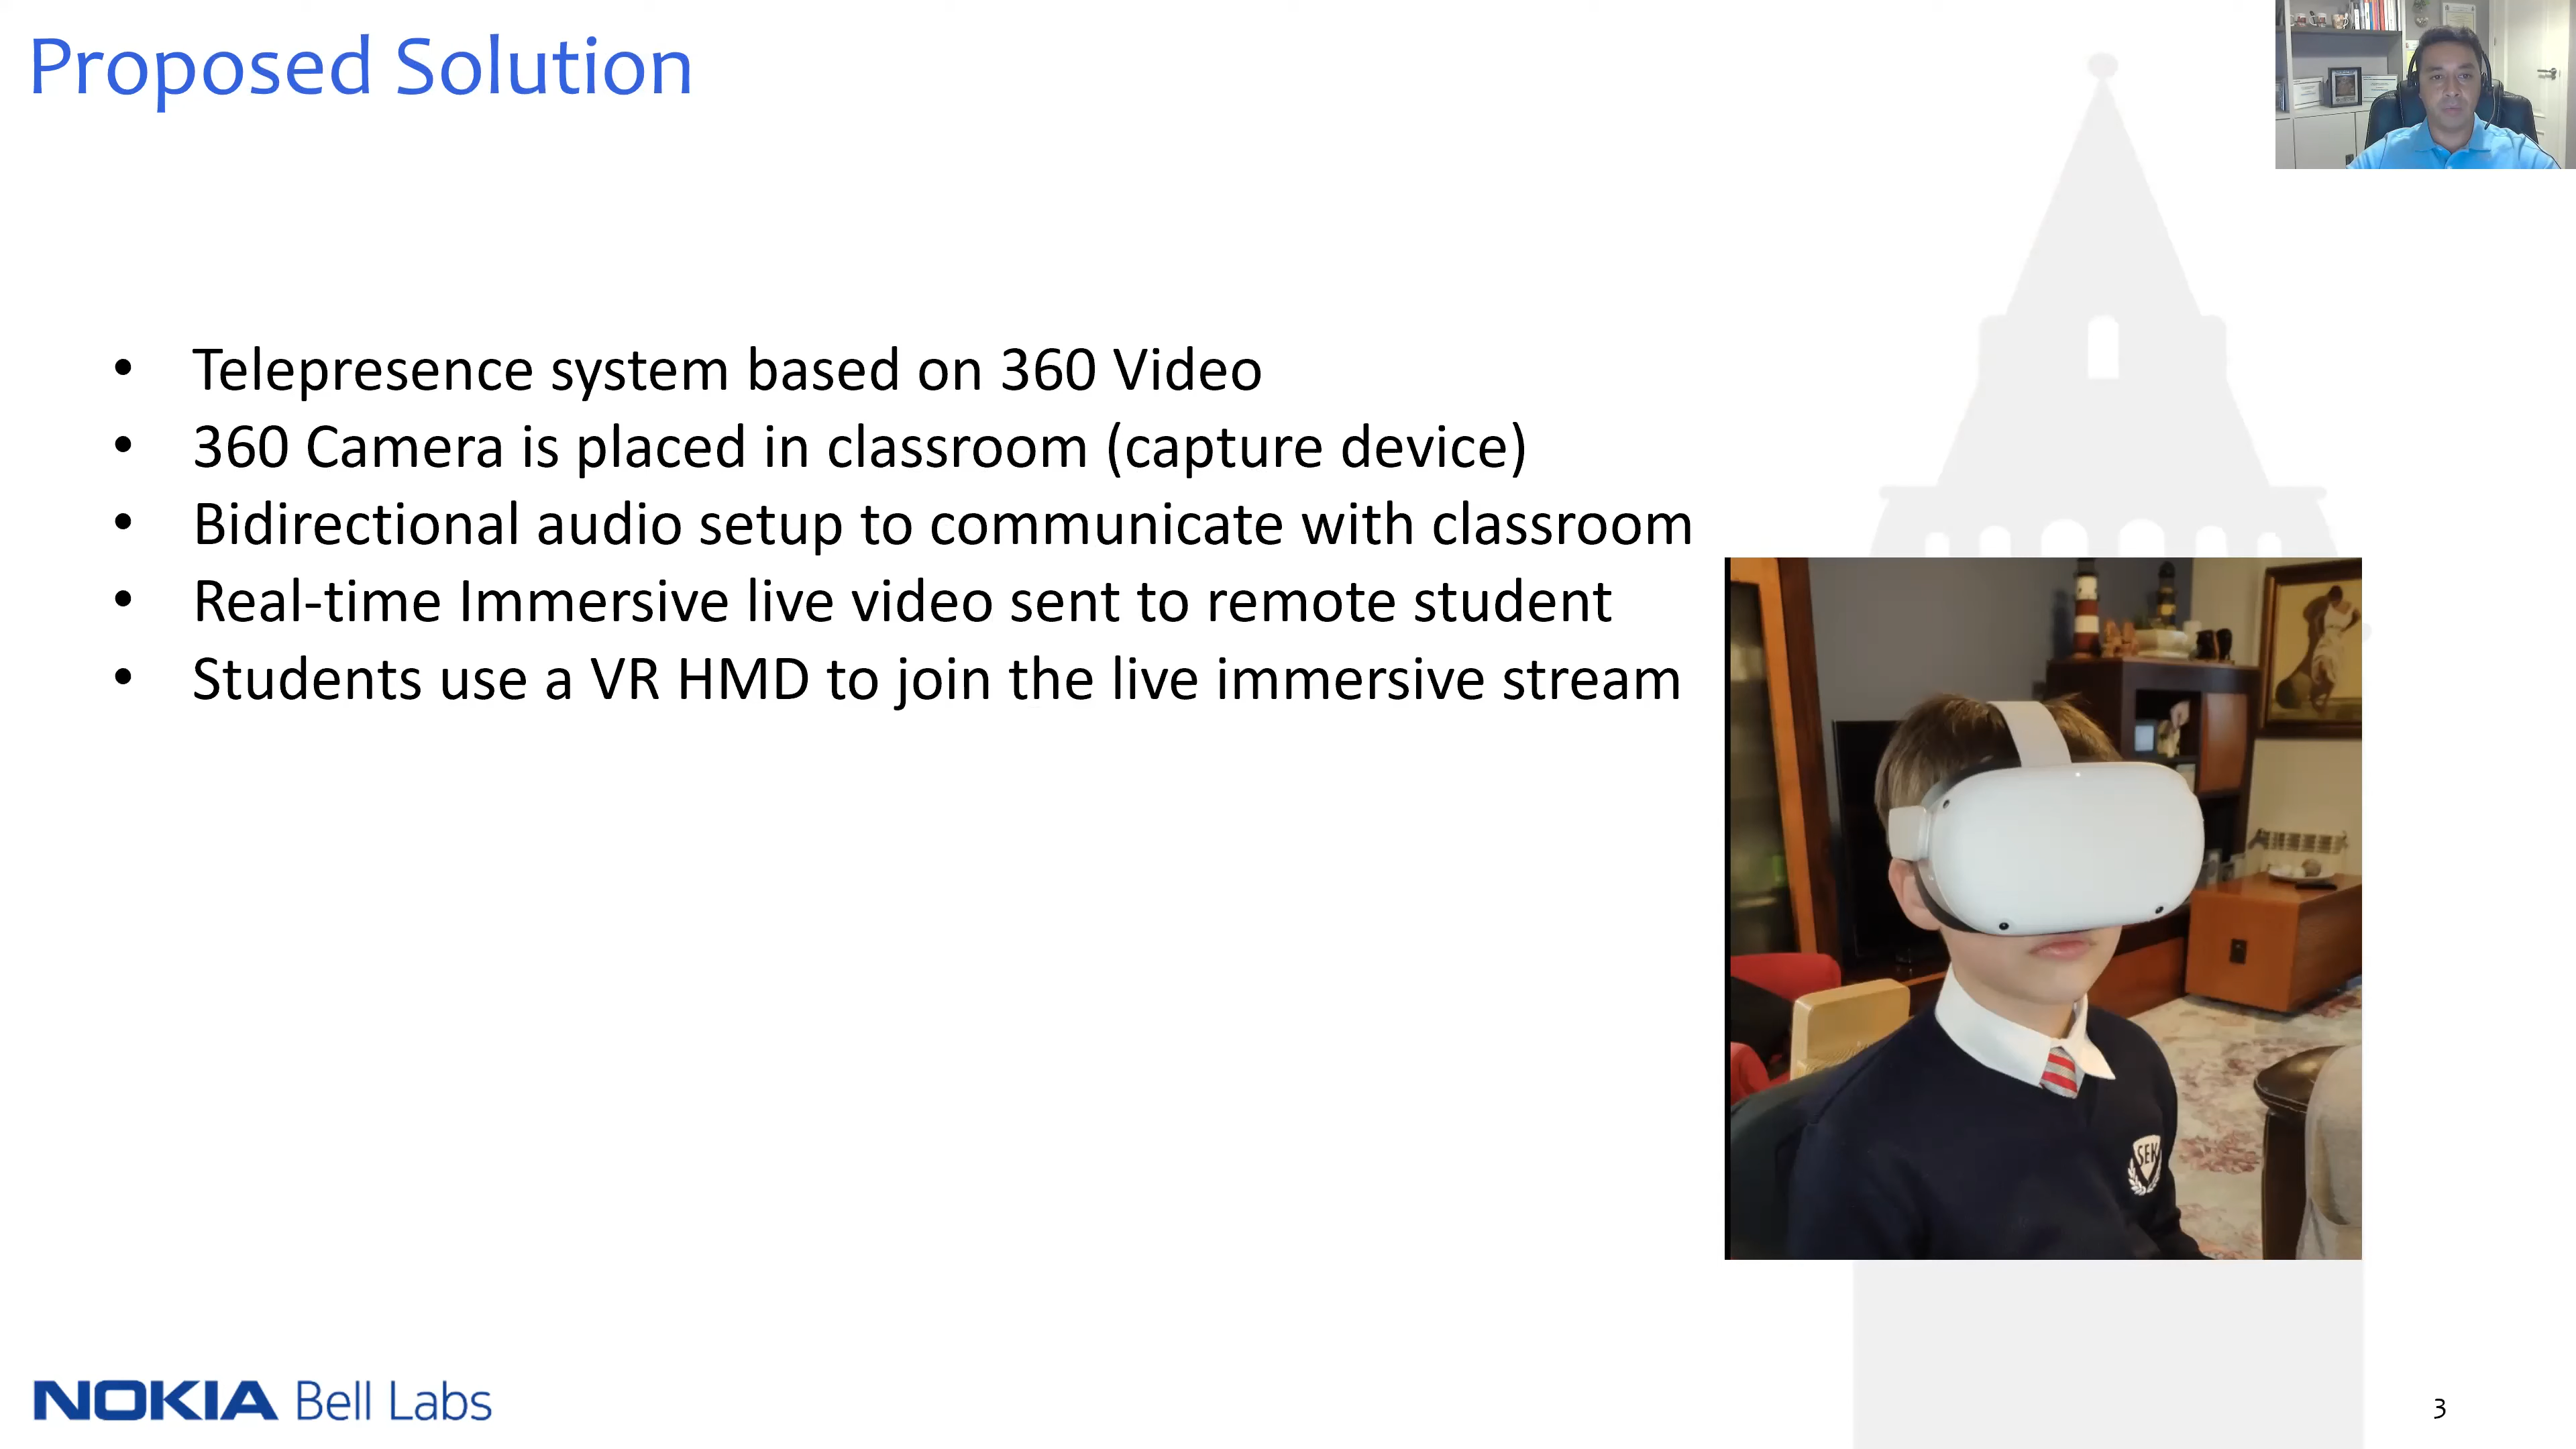 Proposed Solution
• Telepresence system based on 360 Video
• 360 Camera is placed in classroom (capture device)
• Bidirectional audio setup to communicate with classroom
• Real-time Immersive live video sent to remote student
• Students use a VR HMD to join the live immersive stream
SEK
NOKIA Bell Labs
3